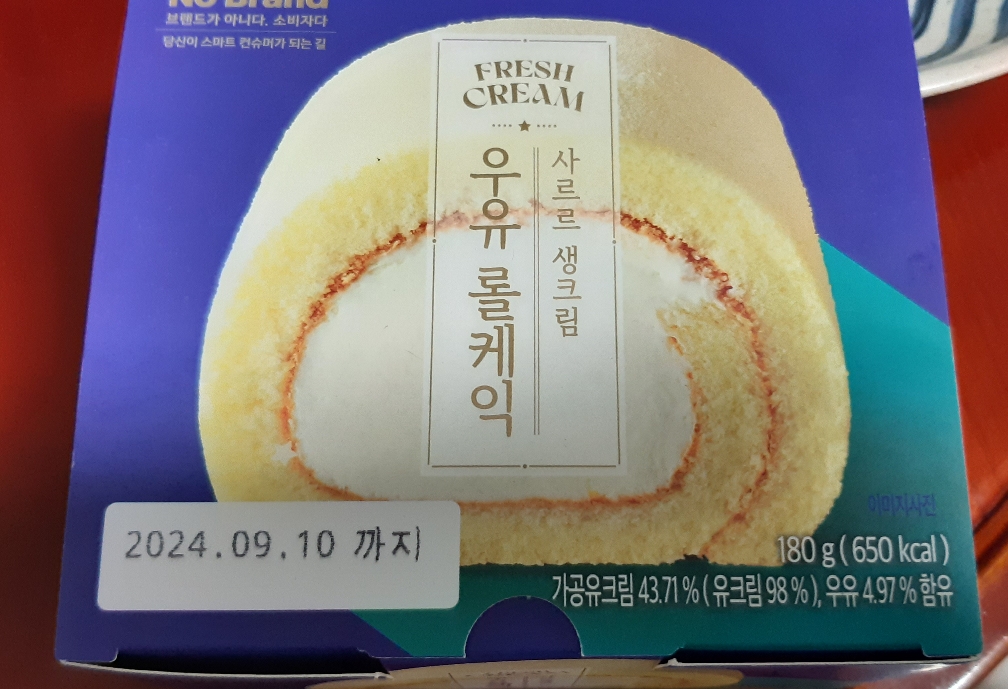 No Brand
브랜드가 아니다. 소비자다
당신이 스마트 컨슈머가 되는 길
FRESH
CREAM
사르르 생크림
우유 롤케익
이미지사진
2024.09.10 까지
180 g ( 650 kcal )
가공유크림 43.71 % ( 유크림 98 % ), 우유 4.97 % 함유